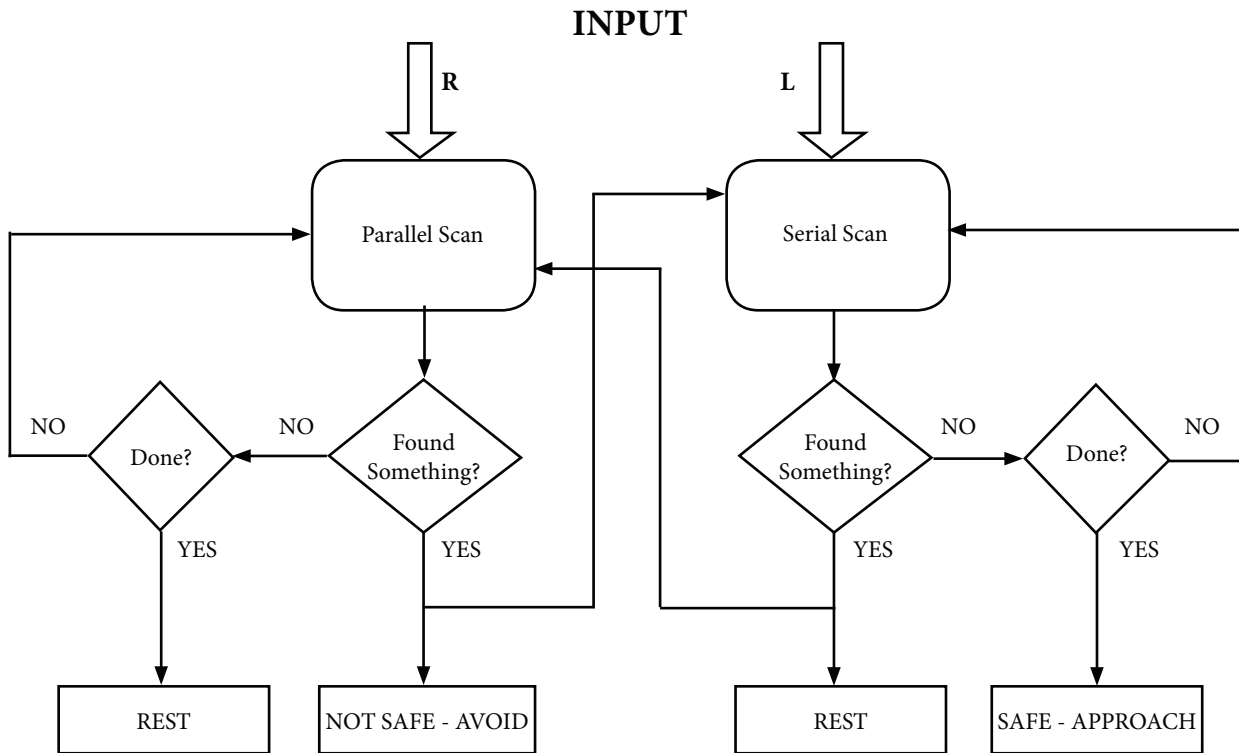 INPUT
R
L
Parallel Scan
Serial Scan
NO
Done?
NO
Found
Something?
Found
Something?
NO
Done?
NO
YES
YES
YES
YES
REST
NOT SAFE - AVOID
REST
SAFE - APPROACH